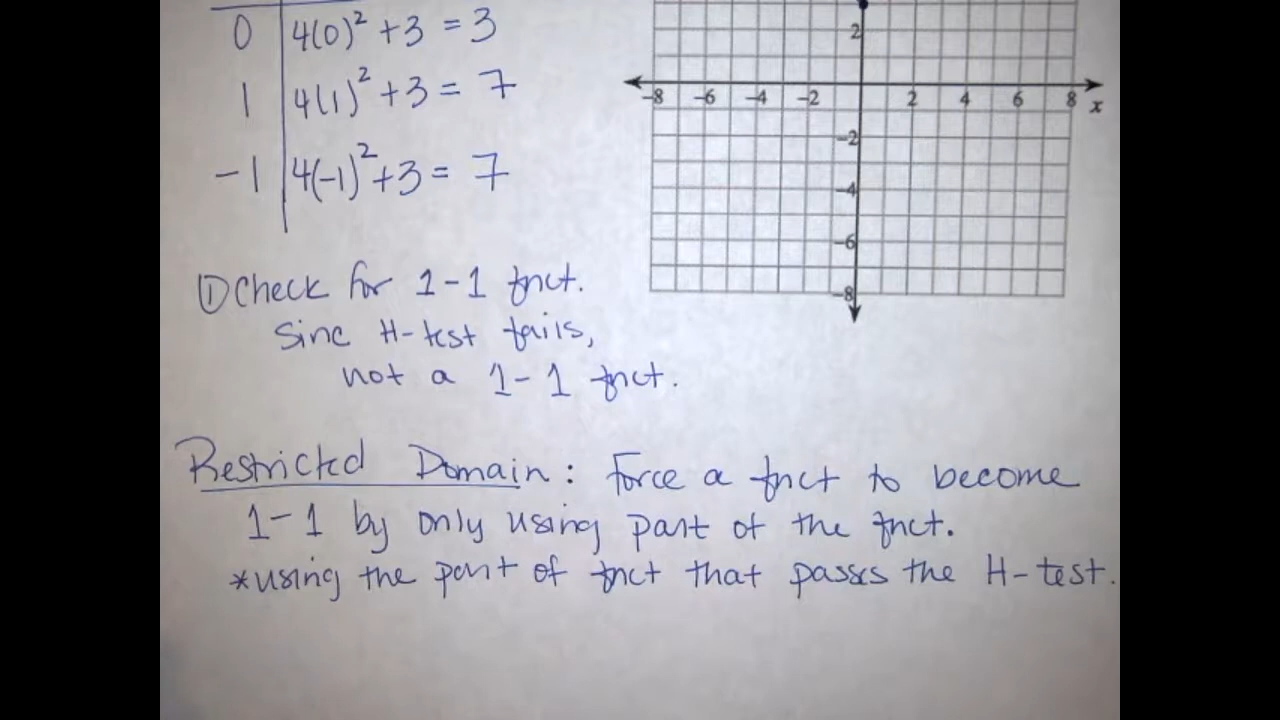 0 4(0)² + 3 = 3
1 4(1)² + 3 = 7
-1 4(-1)² + 3 = 7
2
-8 -6 -4 -2 2 4 6 8 x
-2
-4
-6
-8
① Check for 1-1 fnct.
Sinc H-test fails,
not a 1-1 fnct.
Restricted Domain: Force a fnct to become
1-1 by only using part of the fnct.
*using the part of fnct that passes the H-test.